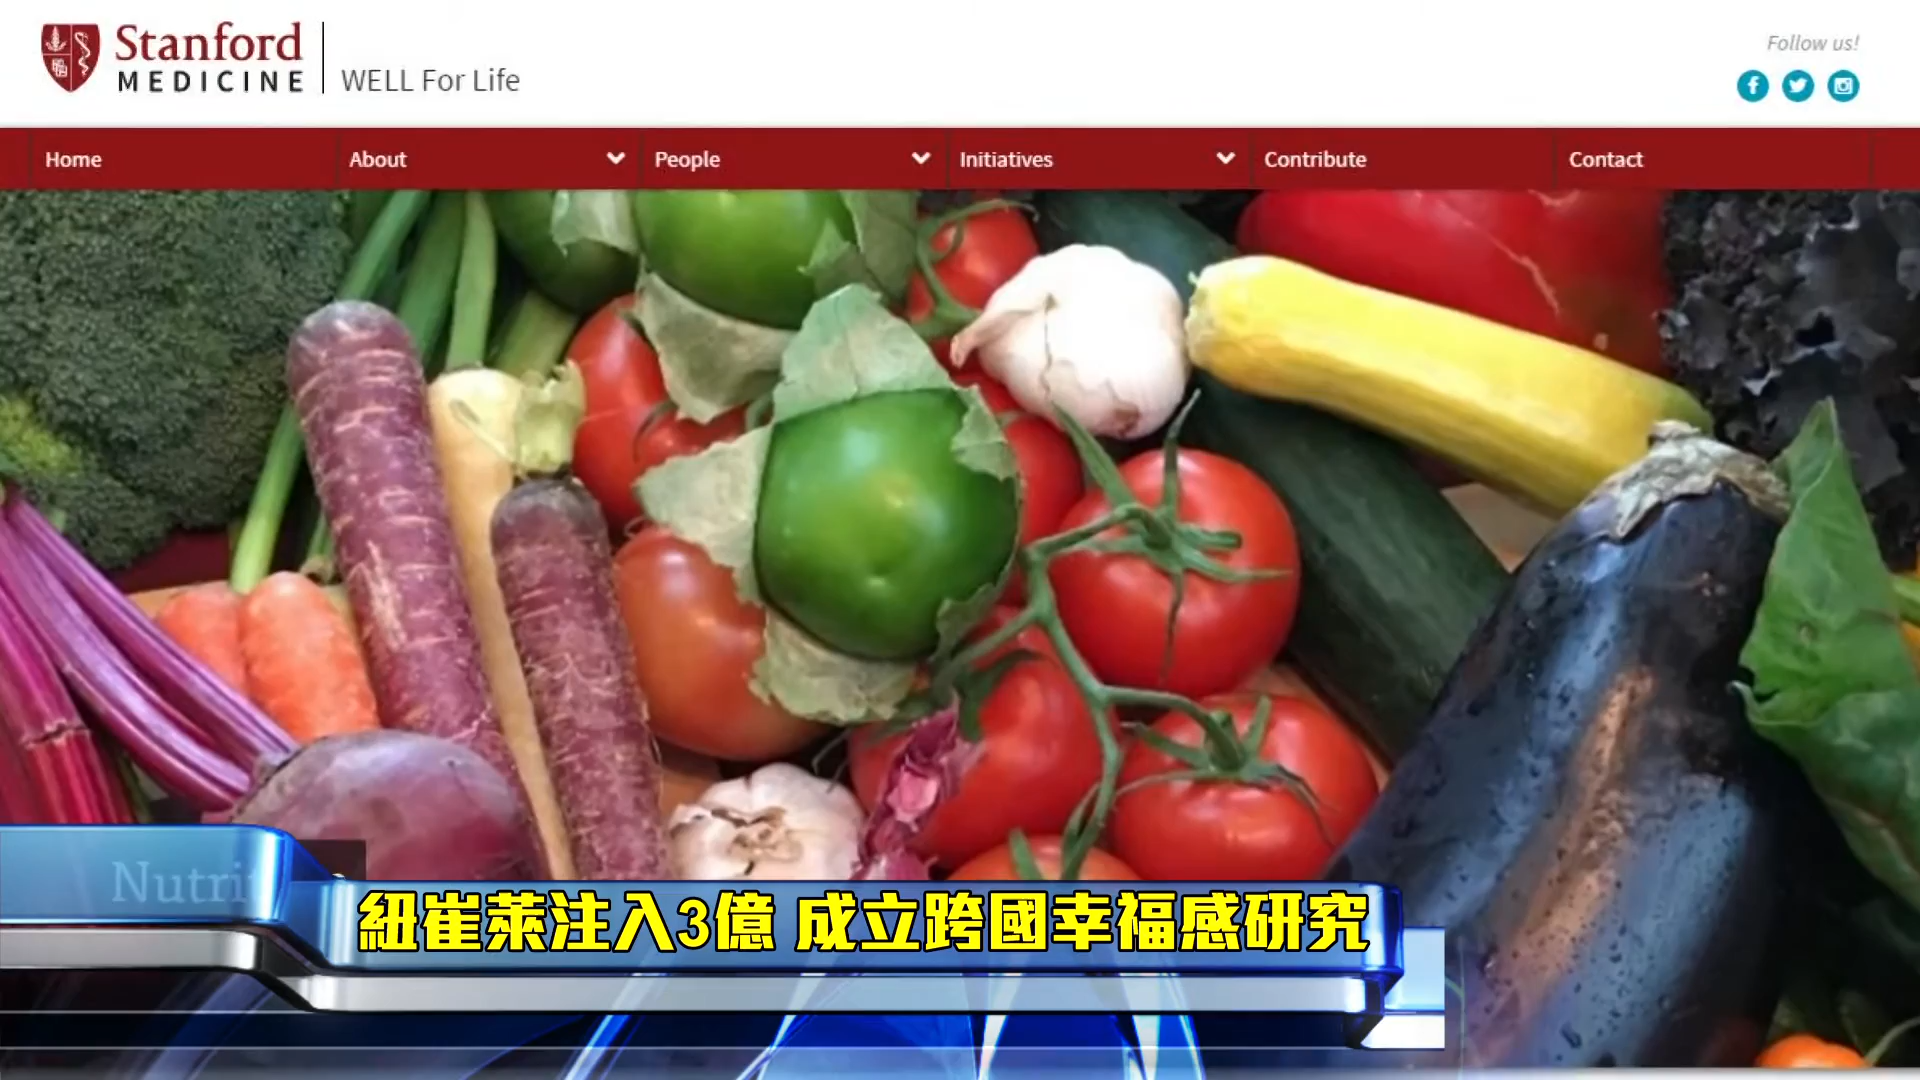 Stanford
MEDICINE
WELL For Life
Follow us!
Home
About
People
Initiatives
Contribute
Contact
紐崔萊注入3億 成立跨國幸福感研究